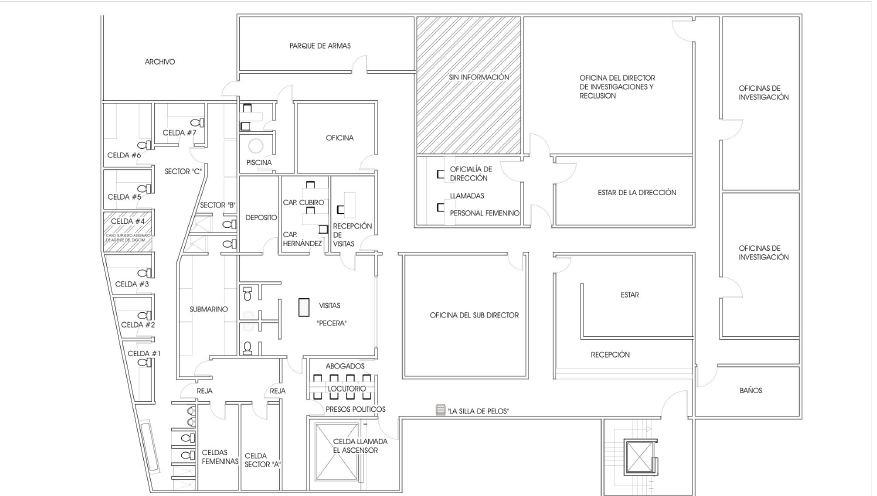 PARQUE DE ARMAS
ARCHIVO
SIN INFORMACIÓN
OFICINA DEL DIRECTOR
DE INVESTIGACIONES Y
RECLUSION
OFICINAS DE
INVESTIGACIÓN
CELDA #7
OFICINA
CELDA #6
PISCINA
SECTOR "C"
OFICIALÍA DE
DIRECCIÓN
LLAMADAS
PERSONAL FEMENINO
ESTAR DE LA DIRECCIÓN
CELDA #5
SECTOR "B"
CAP. CUBIRO
DEPOSITO
CELDA #4
RECEPCIÓN
DE
VISITAS
CAP.
HERNÁNDEZ
OFICINAS DE
INVESTIGACIÓN
CELDA #3
ESTAR
SUBMARINO
VISITAS
"PECERA"
OFICINA DEL SUB DIRECTOR
CELDA #2
CELDA #1
RECEPCIÓN
ABOGADOS
LOCUTORIO
PRESOS POLITICOS
REJA
REJA
BAÑOS
"LA SILLA DE PELOS"
CELDAS
FEMENINAS
CELDA
SECTOR "A"
CELDA LLAMADA
EL ASCENSOR